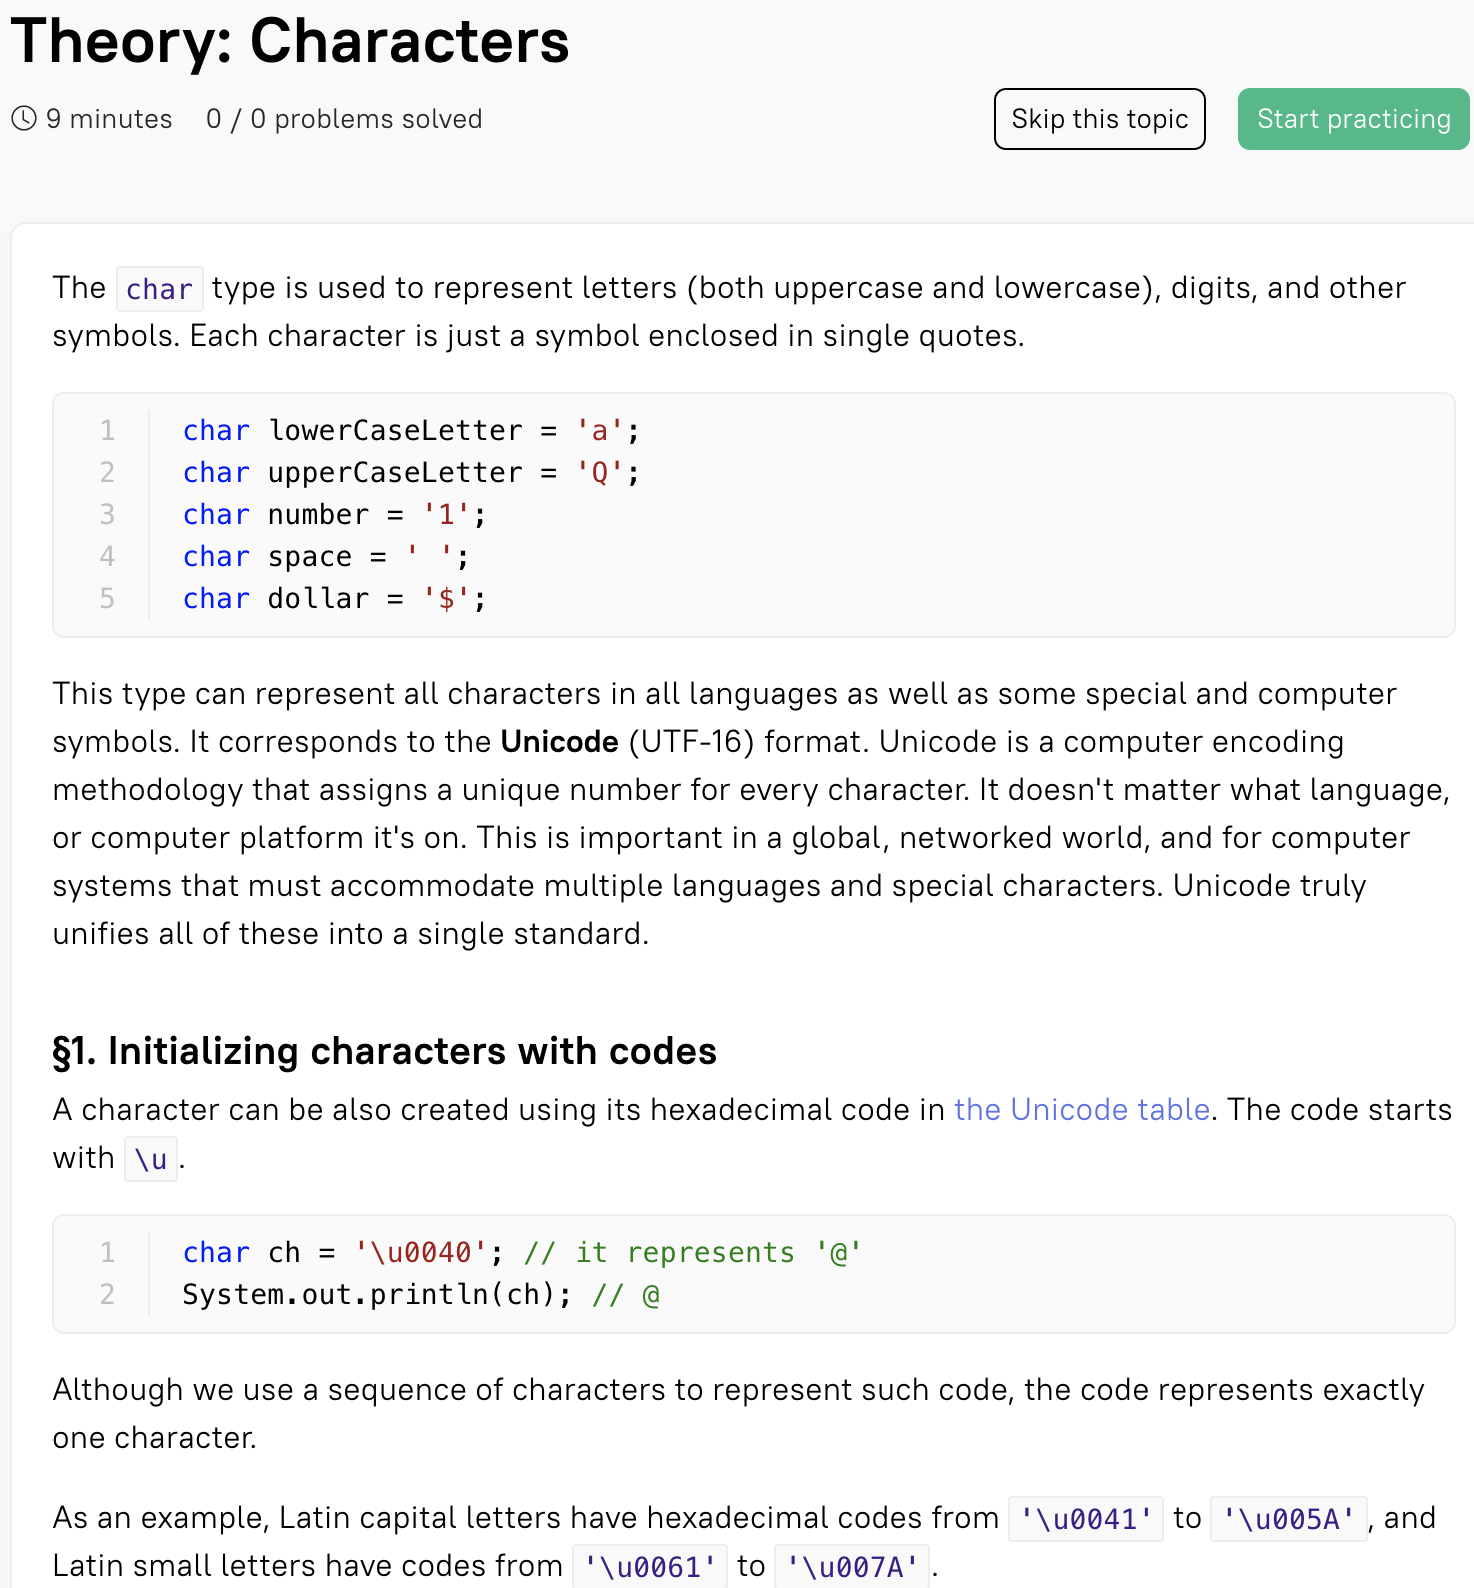 Theory: Characters
9 minutes 0 / 0 problems solved
Skip this topic
Start practicing
The char type is used to represent letters (both uppercase and lowercase), digits, and other
symbols. Each character is just a symbol enclosed in single quotes.
1 char lowerCaseLetter = 'a';
2 char upperCaseLetter = 'Q';
3 char number = '1';
4 char space = ' ';
5 char dollar = '$';
This type can represent all characters in all languages as well as some special and computer
symbols. It corresponds to the Unicode (UTF-16) format. Unicode is a computer encoding
methodology that assigns a unique number for every character. It doesn't matter what language,
or computer platform it's on. This is important in a global, networked world, and for computer
systems that must accommodate multiple languages and special characters. Unicode truly
unifies all of these into a single standard.
§1. Initializing characters with codes
A character can be also created using its hexadecimal code in the Unicode table. The code starts
with \u.
1 char ch = '\u0040'; // it represents '@'
2 System.out.println(ch); // @
Although we use a sequence of characters to represent such code, the code represents exactly
one character.
As an example, Latin capital letters have hexadecimal codes from '\u0041' to '\u005A', and
Latin small letters have codes from '\u0061' to '\u007A'.